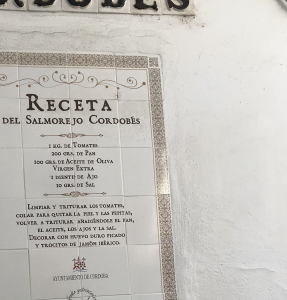 RECETA
DEL SALMOREJO CORDOBÉS
1 KG. DE TOMATES
200 GRS. DE PAN
100 GRS. DE ACEITE DE OLIVA
VIRGEN EXTRA
1 DIENTE DE AJO
10 GRS. DE SAL
LIMPIAR Y TRITURAR LOS TOMATES,
COLAR PARA QUITAR LA PIEL Y LAS PEPITAS,
VOLVER A TRITURAR AÑADIÉNDOLE EL PAN,
EL ACEITE, LOS AJOS Y LA SAL.
DECORAR CON HUEVO DURO PICADO
Y TROCITOS DE JAMÓN IBÉRICO.
AYUNTAMIENTO DE CÓRDOBA